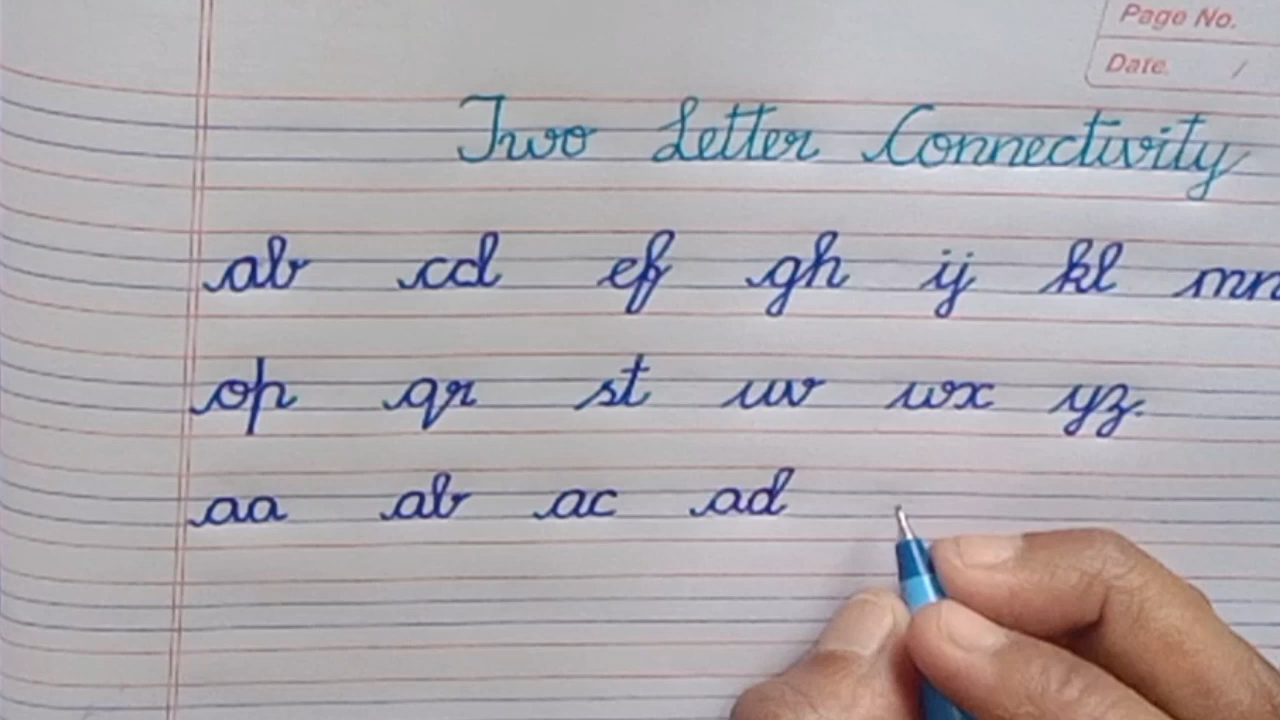 Page No.
Date. /
Two Letter Connectivity
ab cd ef gh ij kl mn
op qr st uv wx yz.
aa ab ac ad